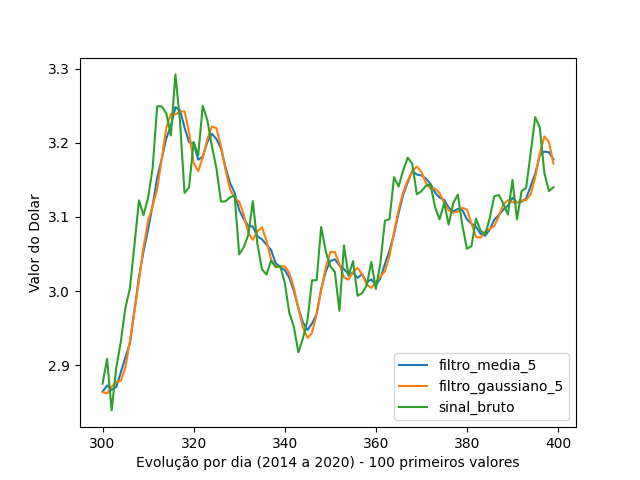 3.3
3.2
3.1
3.0
2.9
Valor do Dolar
filtro_media_5
filtro_gaussiano_5
sinal_bruto
300 320 340 360 380 400
Evolução por dia (2014 a 2020) - 100 primeiros valores